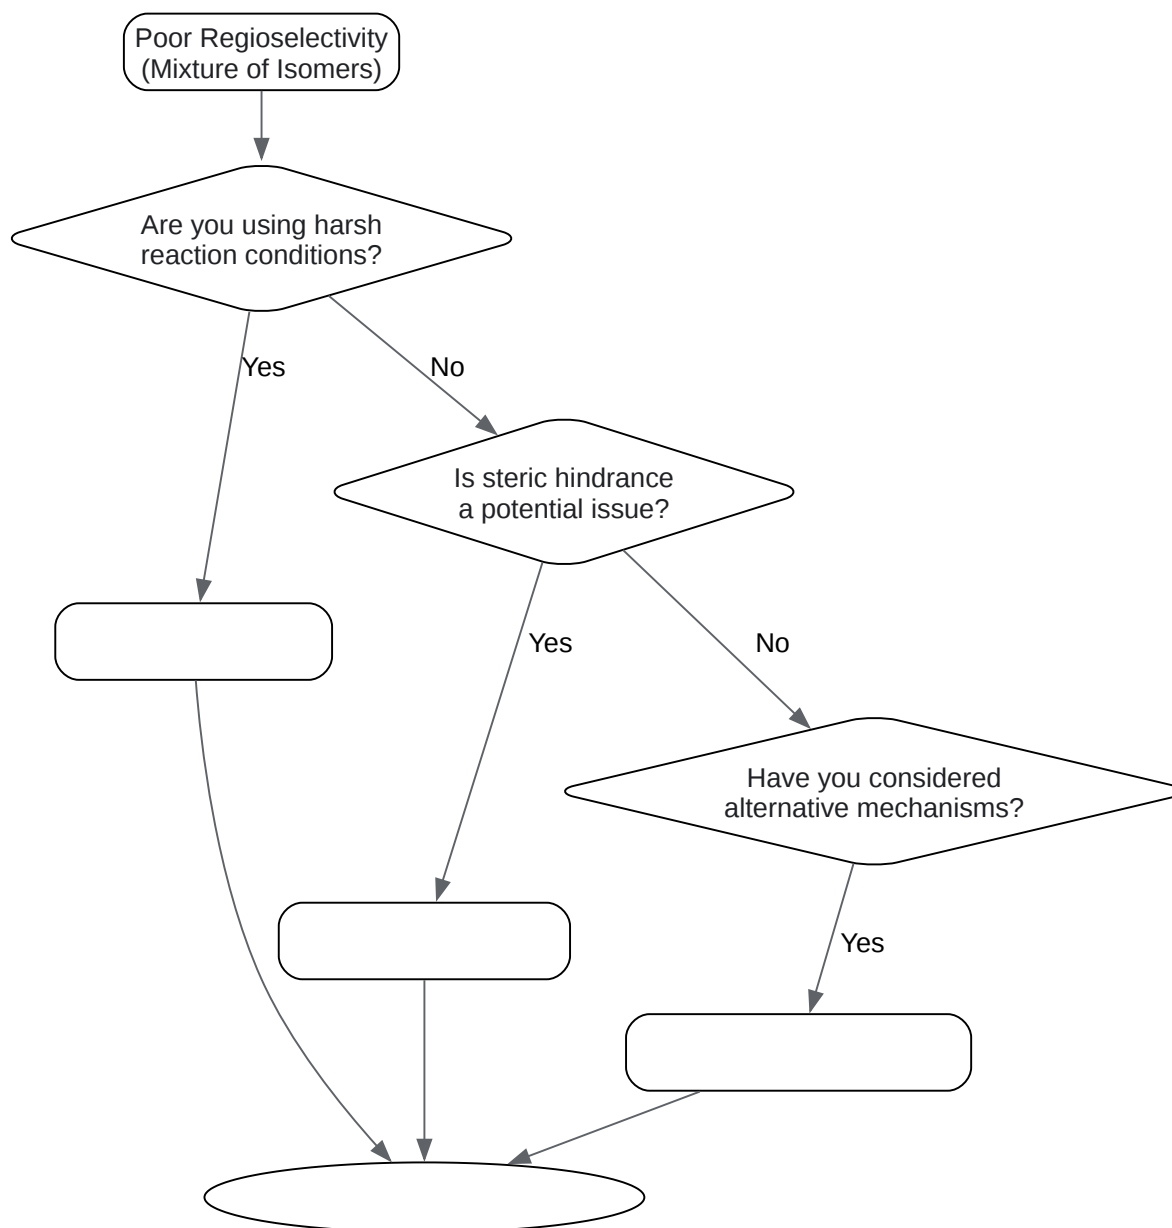 Poor Regioselectivity
(Mixture of Isomers)
Are you using harsh
reaction conditions?
Yes
No
Is steric hindrance
a potential issue?
Yes
No
Have you considered
alternative mechanisms?
Yes